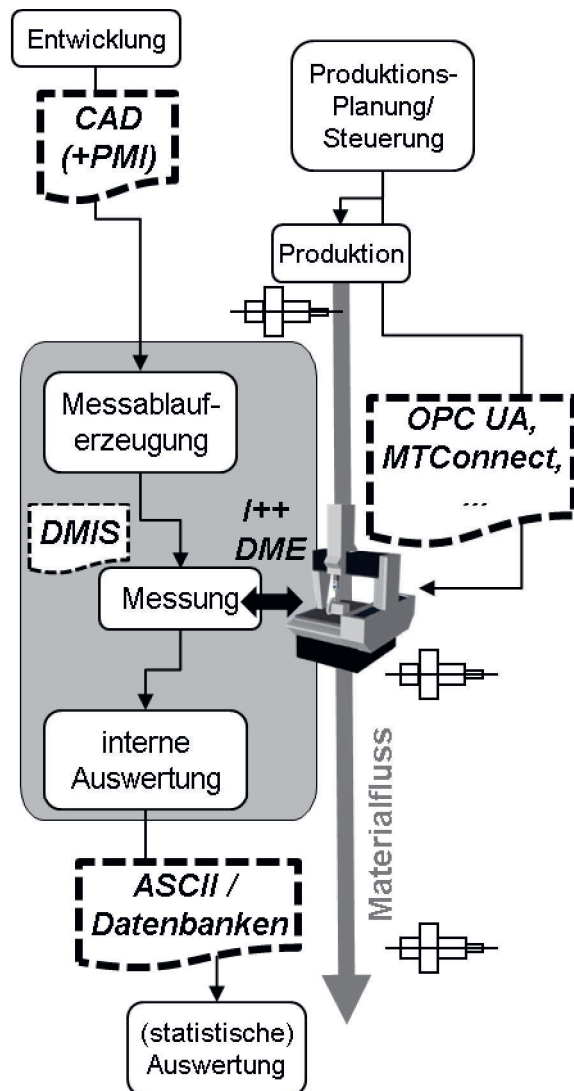 Entwicklung
CAD
(+PMI)
Produktions-
Planung/
Steuerung
Produktion
Messablauf-
erzeugung
OPC UA,
MTConnect,
...
DMIS
I++
DME
Messung
interne
Auswertung
Materialfluss
ASCII /
Datenbanken
(statistische)
Auswertung